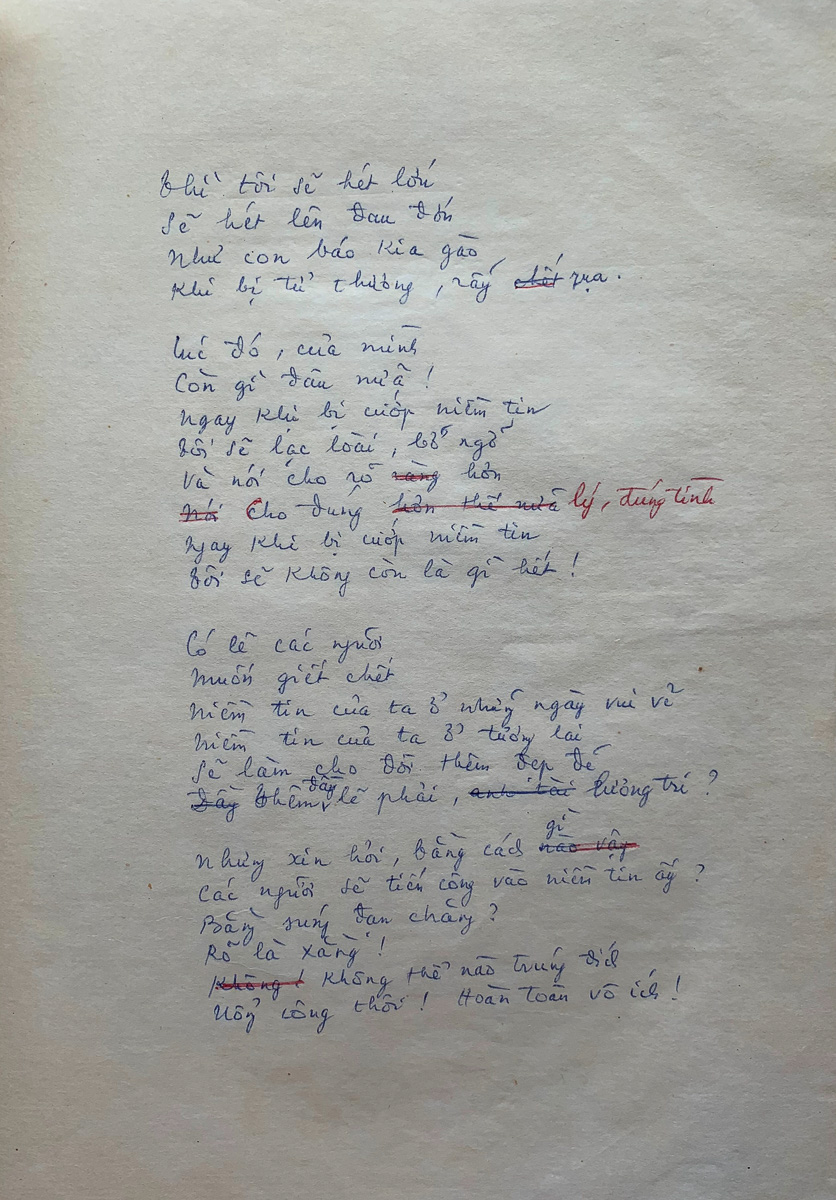 Thì tôi sẽ hét lớn
Sẽ hét lên đau đớn
Như con báo kia gào
Khi bị tử thương, rẫy chết rụa.
Lúc đó, của mình
Còn gì đâu nữa!
Ngay khi bị cướp niềm tin
Tôi sẽ lạc loài, bỡ ngỡ
Và nói cho rõ ràng hơn
Nói Cho đúng hơn thế nữa lý, đúng tình
Ngay khi bị cướp niềm tin
Tôi sẽ không còn là gì hết!
Có lẽ các người
Muốn giết chết
Niềm tin của ta ở những ngày vui vẻ
Niềm tin của ta ở tương lai
Sẽ làm cho đời thêm đẹp đẽ
Đầy thêm đầy lẽ phải, anh tài lương tri?
Nhưng xin hỏi, bằng cách nào vậy gì
Các người sẽ tiến công vào niềm tin ấy?
Bằng súng đạn chăng?
Rõ là xằng!
Không! Không thể nào trúng đích
Uổng công thôi! Hoàn toàn vô ích!